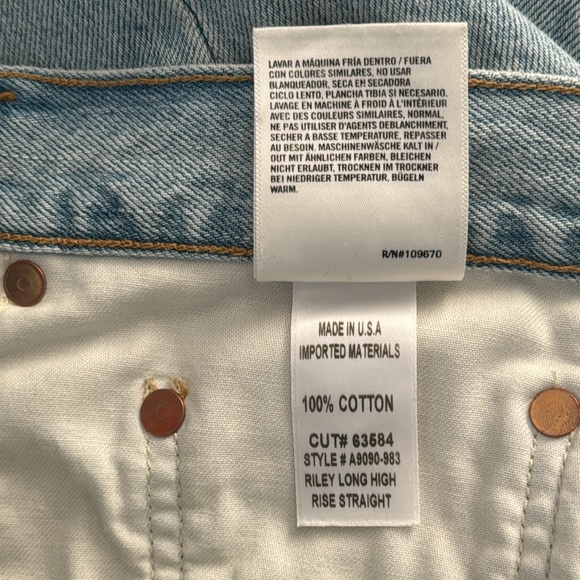 LAVAR A MÁQUINA FRÍA DENTRO / FUERA
CON COLORES SIMILARES, NO USAR
BLANQUEADOR, SECA EN SECADORA
CICLO LENTO, PLANCHA TIBIA SI NECESARIO.
LAVAGE EN MACHINE À FROID À L'INTÉRIEUR
AVEC DES COULEURS SIMILAIRES, NORMAL,
NE PAS UTILISER D'AGENTS DEBLANCHIMENT,
SECHER A BASSE TEMPERATUR, REPASSER
AU BESOIN. MASCHINENWÄSCHE KALT IN /
OUT MIT ÄHNLICHEN FARBEN, BLEICHEN
NICHT ERLAUBT, TROCKNEN IM TROCKNER
BEI NIEDRIGER TEMPERATUR, BÜGELN
WARM.
R/N#109670
MADE IN U.S.A
IMPORTED MATERIALS
100% COTTON
CUT# 63584
STYLE # A9090-983
RILEY LONG HIGH
RISE STRAIGHT